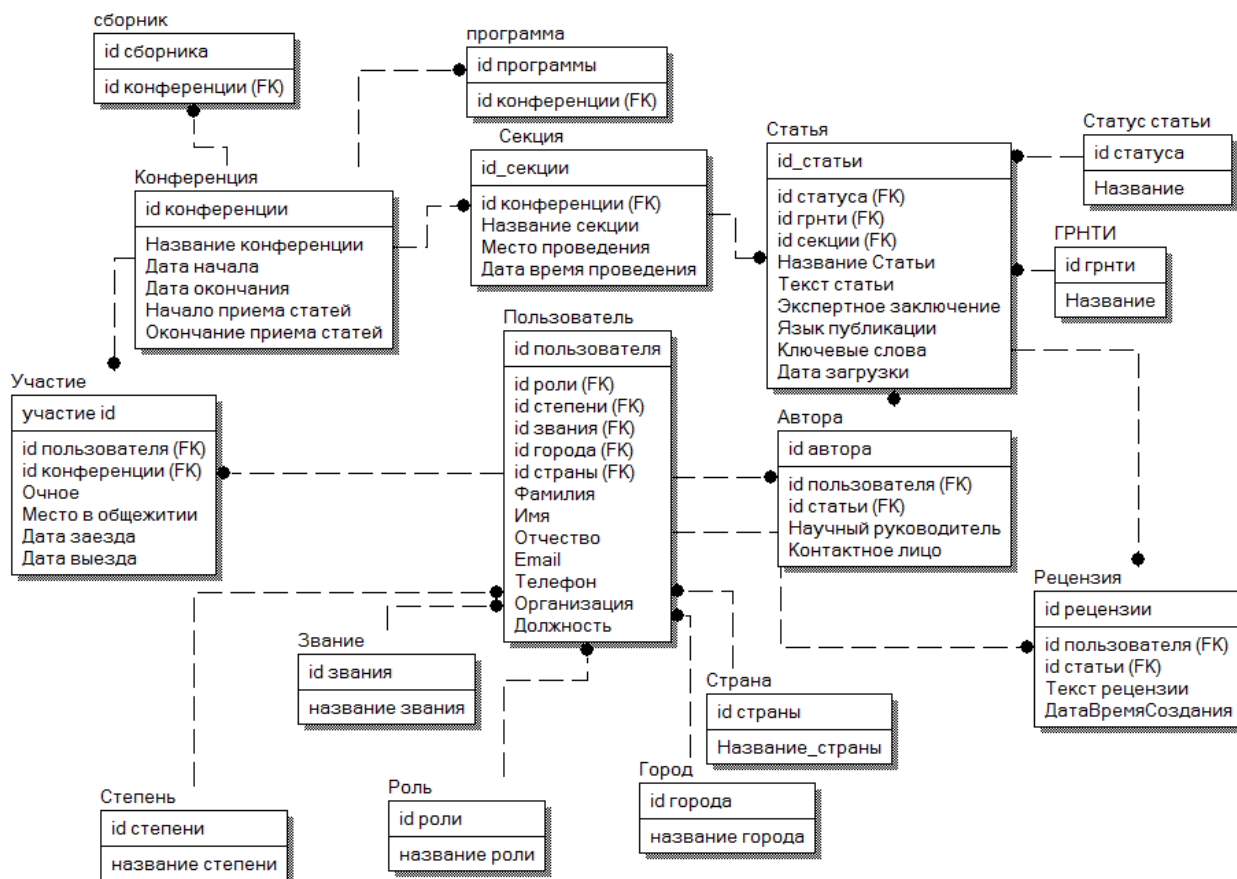 сборник
id сборника
id конференции (FK)
программа
id программы
id конференции (FK)
Секция
id_секции
id конференции (FK)
Название секции
Место проведения
Дата время проведения
Статья
id_статьи
id статуса (FK)
id грнти (FK)
id секции (FK)
Название Статьи
Текст статьи
Экспертное заключение
Язык публикации
Ключевые слова
Дата загрузки
Статус статьи
id статуса
Название
ГРНТИ
id грнти
Название
Конференция
id конференции
Название конференции
Дата начала
Дата окончания
Начало приема статей
Окончание приема статей
Участие
участие id
id пользователя (FK)
id конференции (FK)
Очное
Место в общежитии
Дата заезда
Дата выезда
Пользователь
id пользователя
id роли (FK)
id степени (FK)
id звания (FK)
id города (FK)
id страны (FK)
Фамилия
Имя
Отчество
Email
Телефон
Организация
Должность
Автора
id автора
id пользователя (FK)
id статьи (FK)
Научный руководитель
Контактное лицо
Рецензия
id рецензии
id пользователя (FK)
id статьи (FK)
Текст рецензии
ДатаВремяСоздания
Звание
id звания
название звания
Страна
id страны
Название_страны
Степень
id степени
название степени
Роль
id роли
название роли
Город
id города
название города